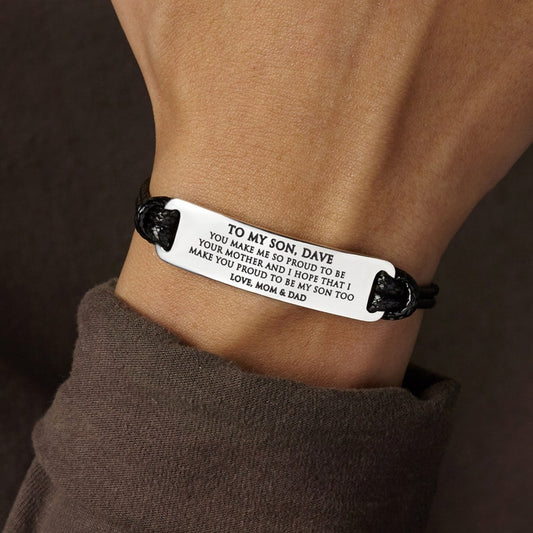 TO MY SON, DAVE
YOU MAKE ME SO PROUD TO BE
YOUR MOTHER AND I HOPE THAT I
MAKE YOU PROUD TO BE MY SON TOO
LOVE, MOM & DAD